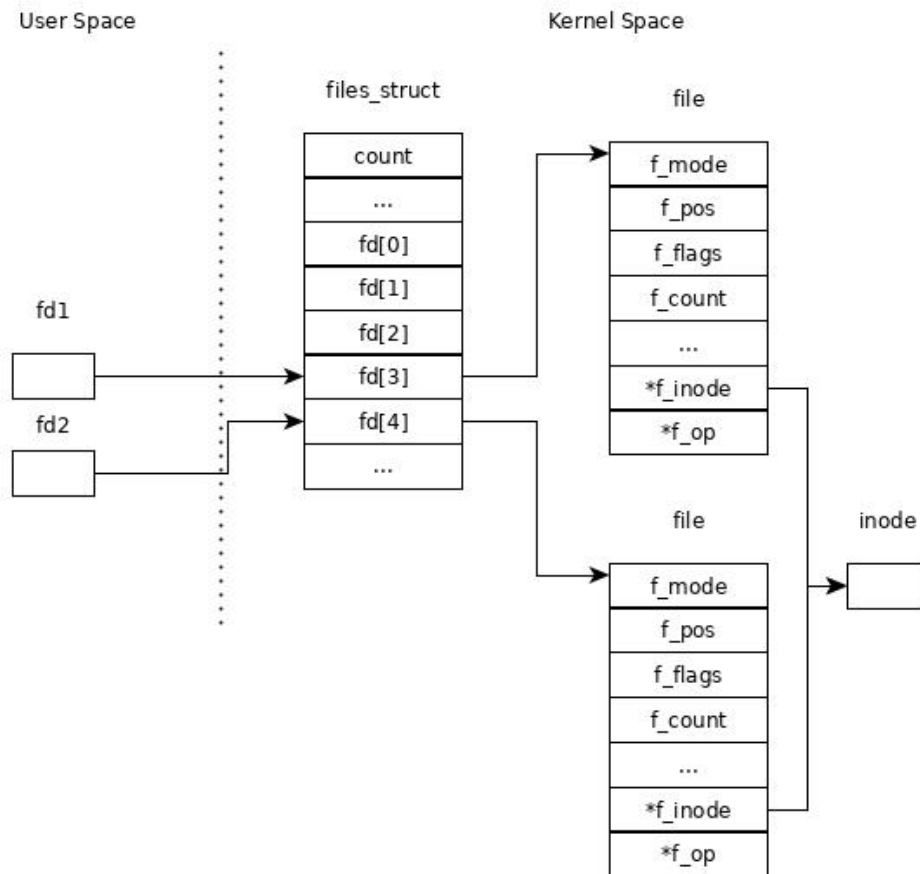 User Space
Kernel Space
files_struct
count
...
fd[0]
fd[1]
fd[2]
fd[3]
fd[4]
...
fd1
fd2
file
f_mode
f_pos
f_flags
f_count
...
*f_inode
*f_op
file
f_mode
f_pos
f_flags
f_count
...
*f_inode
*f_op
inode